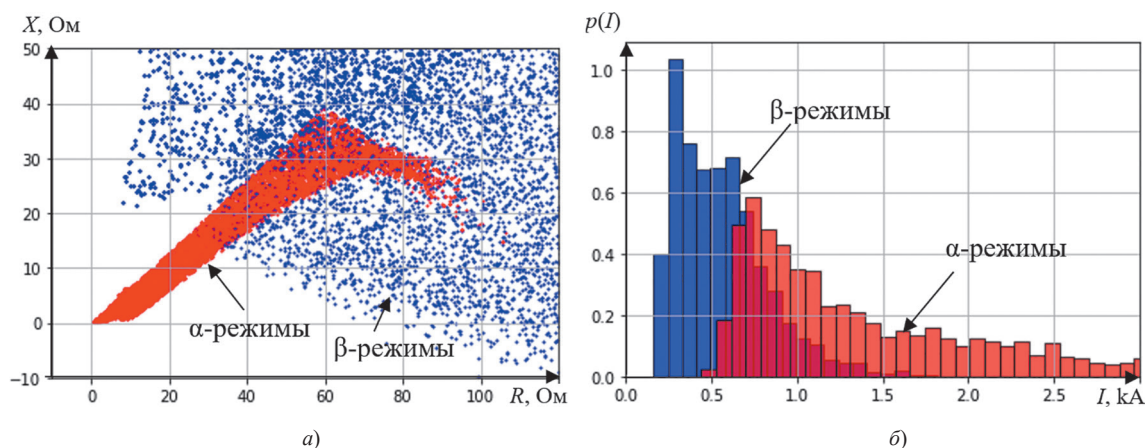 X, Ом
50
40
30
20
10
0
−10
0
20
40
60
80
100
R, Ом
α-режимы
β-режимы
а)
p(I)
1.0
0.8
0.6
0.4
0.2
0.0
0.0
0.5
1.0
1.5
2.0
2.5
I, kA
β-режимы
α-режимы
б)